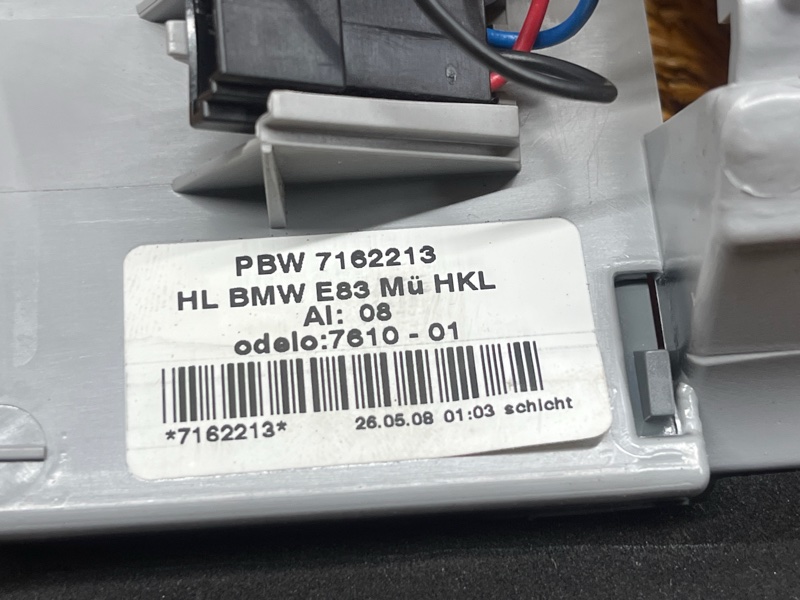 PBW 7162213
HL BMW E83 Mü HKL
AI: 08
odelo:7610 - 01
*7162213* 26.05.08 01:03 schicht